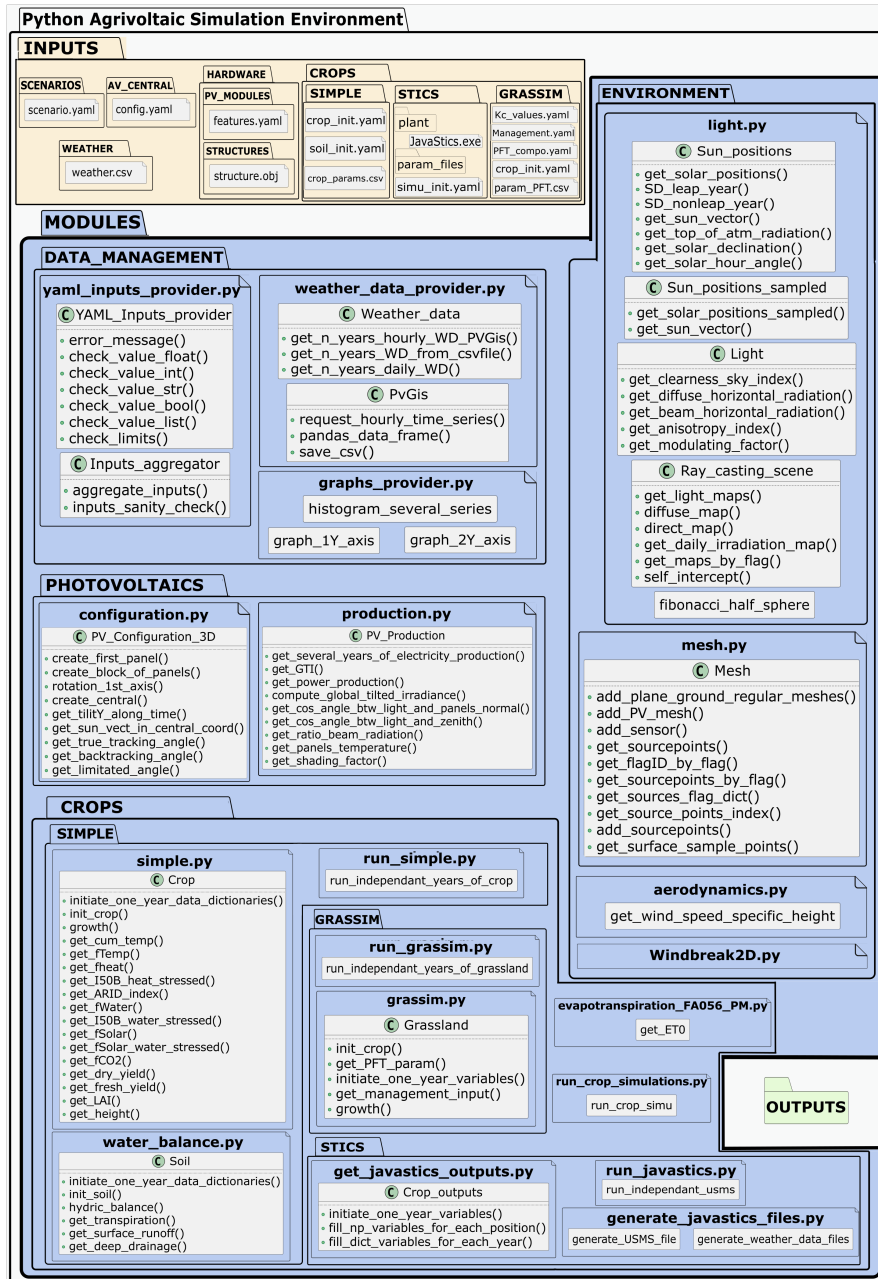 Python Agrivoltaic Simulation Environment
INPUTS
SCENARIOS
scenario.yaml
AV_CENTRAL
config.yaml
WEATHER
weather.csv
HARDWARE
PV_MODULES
features.yaml
STRUCTURES
structure.obj
CROPS
SIMPLE
crop_init.yaml
soil_init.yaml
crop_params.csv
STICS
plant
JavaStics.exe
param_files
simu_init.yaml
GRASSIM
Kc_values.yaml
Management.yaml
PFT_compo.yaml
crop_init.yaml
param_PFT.csv
MODULES
DATA_MANAGEMENT
yaml_inputs_provider.py
C YAML_Inputs_provider
error_message()
check_value_float()
check_value_int()
check_value_str()
check_value_bool()
check_value_list()
check_limits()
C Inputs_aggregator
aggregate_inputs()
inputs_sanity_check()
weather_data_provider.py
C Weather_data
get_n_years_hourly_WD_PVGis()
get_n_years_WD_from_csvfile()
get_n_years_daily_WD()
C PvGis
request_hourly_time_series()
pandas_data_frame()
save_csv()
graphs_provider.py
histogram_several_series
graph_1Y_axis
graph_2Y_axis
PHOTOVOLTAICS
configuration.py
C PV_Configuration_3D
create_first_panel()
create_block_of_panels()
rotation_1st_axis()
create_central()
get_tilitY_along_time()
get_sun_vect_in_central_coord()
get_true_tracking_angle()
get_backtracking_angle()
get_limitated_angle()
production.py
C PV_Production
get_several_years_of_electricity_production()
get_GTI()
get_power_production()
compute_global_tilted_irradiance()
get_cos_angle_btw_light_and_panels_normal()
get_cos_angle_btw_light_and_zenith()
get_ratio_beam_radiation()
get_panels_temperature()
get_shading_factor()
CROPS
SIMPLE
simple.py
C Crop
initiate_one_year_data_dictionaries()
init_crop()
growth()
get_cum_temp()
get_fTemp()
get_fheat()
get_I50B_heat_stressed()
get_ARID_index()
get_fWater()
get_I50B_water_stressed()
get_fSolar()
get_fSolar_water_stressed()
get_fCO2()
get_dry_yield()
get_fresh_yield()
get_LAI()
get_height()
water_balance.py
C Soil
initiate_one_year_data_dictionaries()
init_soil()
hydric_balance()
get_transpiration()
get_surface_runoff()
get_deep_drainage()
run_simple.py
run_independant_years_of_crop
GRASSIM
run_grassim.py
run_independant_years_of_grassland
grassim.py
C Grassland
init_crop()
get_PFT_param()
initiate_one_year_variables()
get_management_input()
growth()
STICS
get_javastics_outputs.py
C Crop_outputs
initiate_one_year_variables()
fill_np_variables_for_each_position()
fill_dict_variables_for_each_year()
run_javastics.py
run_independant_usms
generate_javastics_files.py
generate_USMS_file
generate_weather_data_files
evapotranspiration_FA056_PM.py
get_ET0
run_crop_simulations.py
run_crop_simu
ENVIRONMENT
light.py
C Sun_positions
get_solar_positions()
SD_leap_year()
SD_nonleap_year()
get_sun_vector()
get_top_of_atm_radiation()
get_solar_declination()
get_solar_hour_angle()
C Sun_positions_sampled
get_solar_positions_sampled()
get_sun_vector()
C Light
get_clearness_sky_index()
get_diffuse_horizontal_radiation()
get_beam_horizontal_radiation()
get_anisotropy_index()
get_modulating_factor()
C Ray_casting_scene
get_light_maps()
diffuse_map()
direct_map()
get_daily_irradiation_map()
get_maps_by_flag()
self_intercept()
fibonacci_half_sphere
mesh.py
C Mesh
add_plane_ground_regular_meshes()
add_PV_mesh()
add_sensor()
get_sourcepoints()
get_flagID_by_flag()
get_sourcepoints_by_flag()
get_sources_flag_dict()
get_source_points_index()
add_sourcepoints()
get_surface_sample_points()
aerodynamics.py
get_wind_speed_specific_height
Windbreak2D.py
OUTPUTS